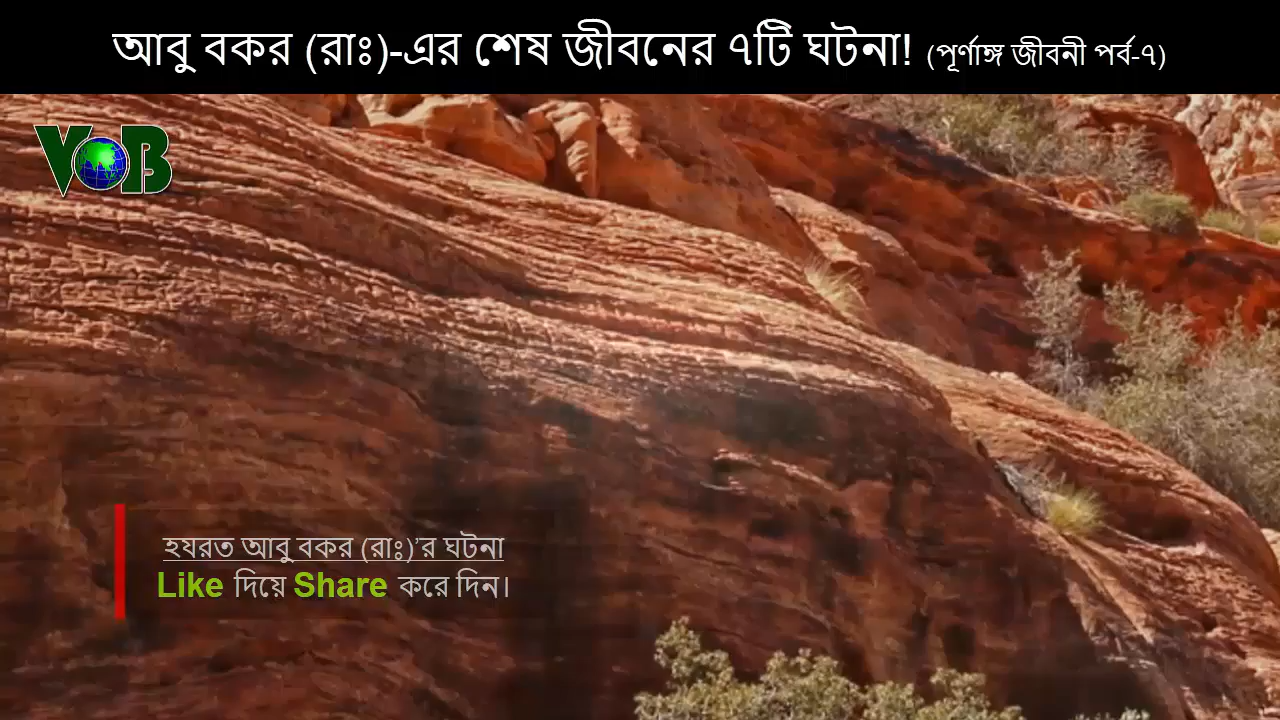 আবু বকর (রাঃ)-এর শেষ জীবনের ৭টি ঘটনা! (পূর্ণাঙ্গ জীবনী পর্ব-৭)
VOB
হযরত আবু বকর (রাঃ)'র ঘটনা
Like দিয়ে Share করে দিন।